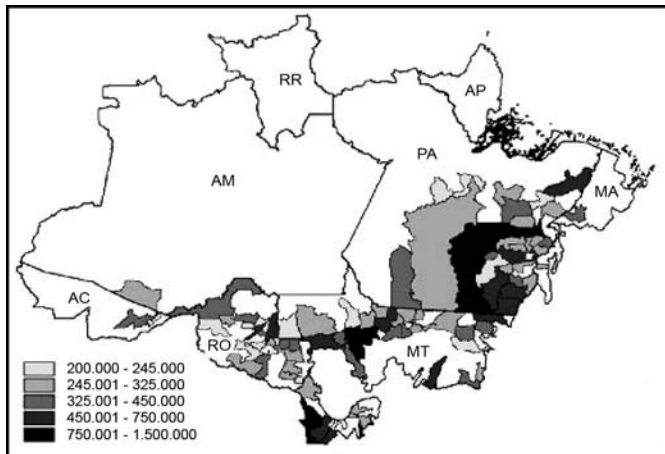 RR
AP
PA
AM
MA
AC
RO
MT
200.000 - 245.000
245.001 - 325.000
325.001 - 450.000
450.001 - 750.000
750.001 - 1.500.000